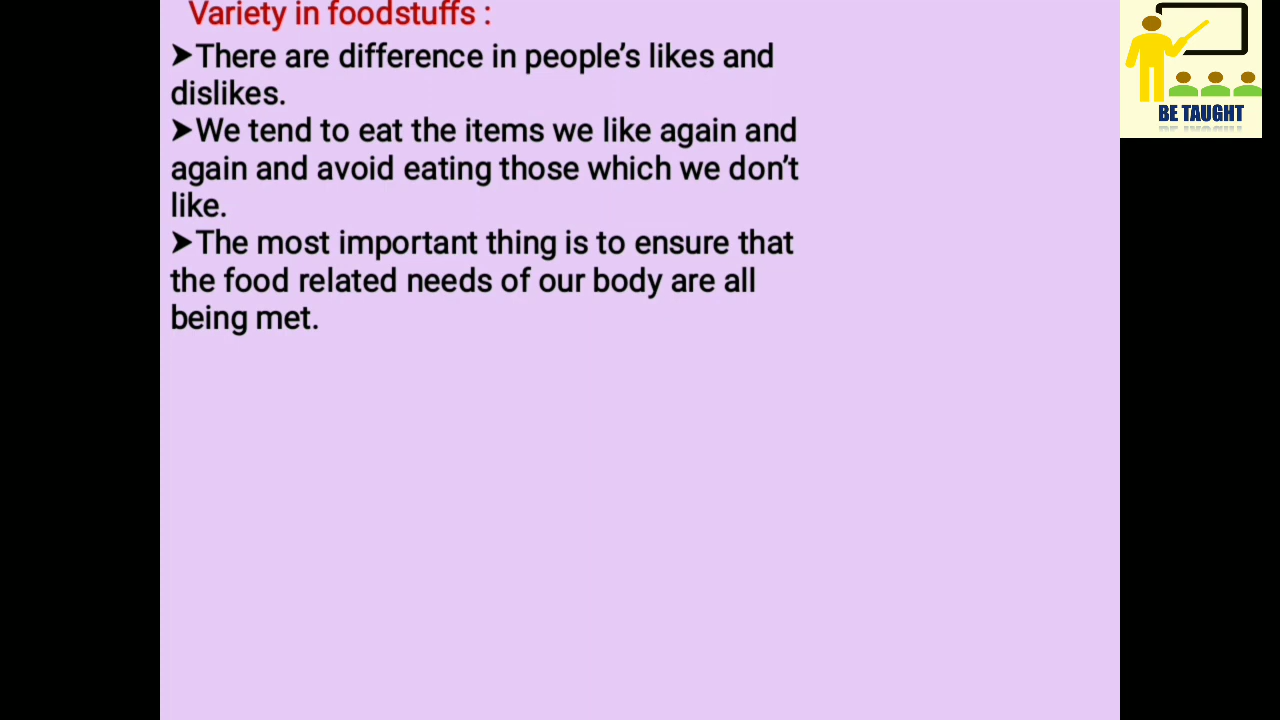 Variety in foodstuffs :
➤There are difference in people’s likes and
dislikes.
➤We tend to eat the items we like again and
again and avoid eating those which we don’t
like.
➤The most important thing is to ensure that
the food related needs of our body are all
being met.
BE TAUGHT